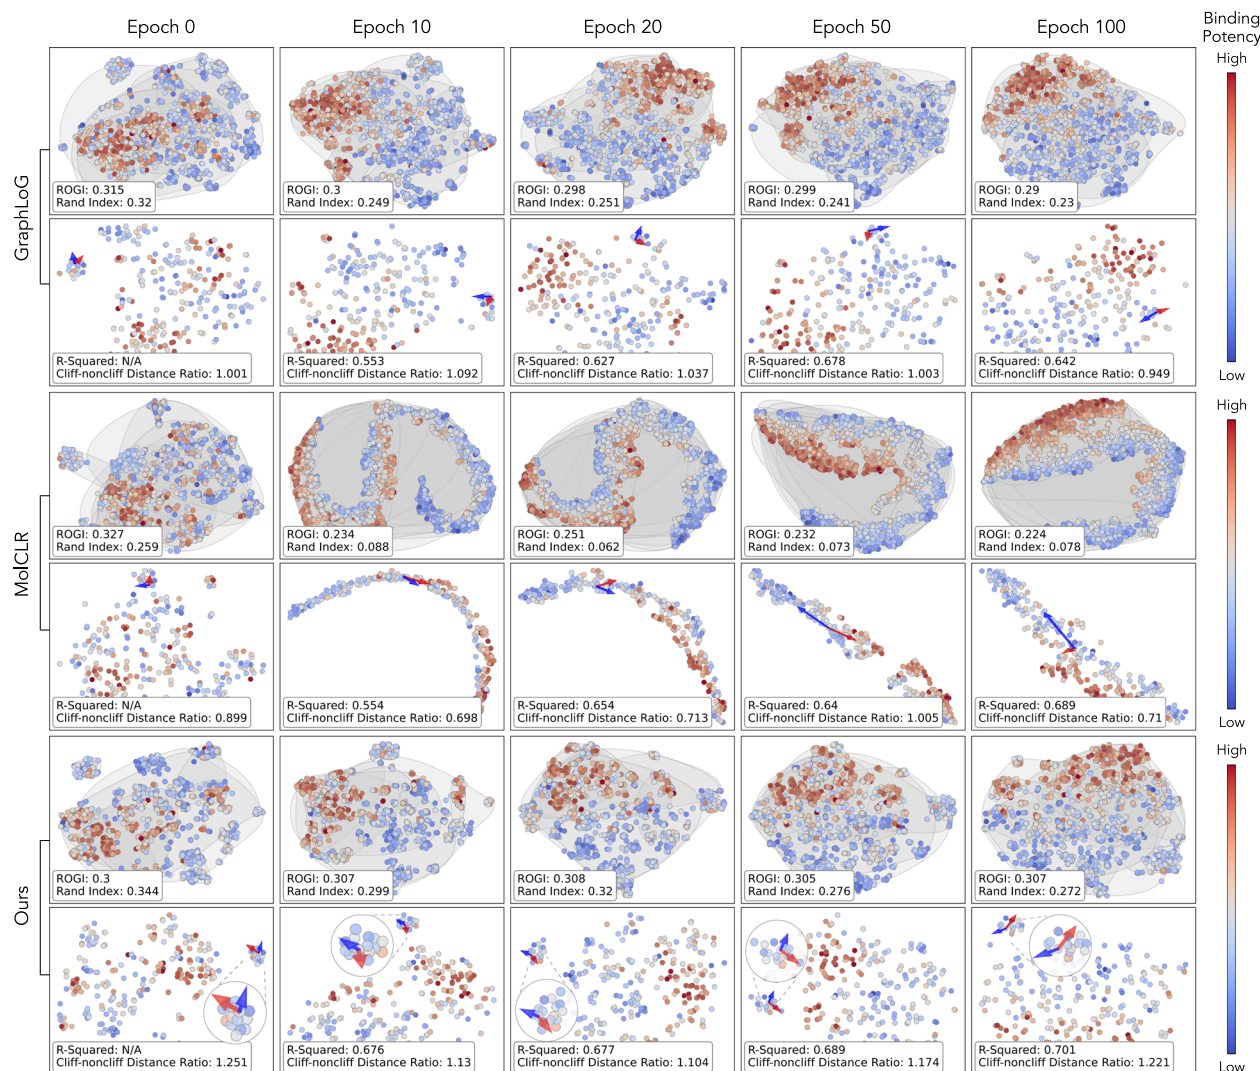 Epoch 0
Epoch 10
Epoch 20
Epoch 50
Epoch 100
Binding
Potency
High
Low
GraphLoG
ROGI: 0.315
Rand Index: 0.32
ROGI: 0.3
Rand Index: 0.249
ROGI: 0.298
Rand Index: 0.251
ROGI: 0.299
Rand Index: 0.241
ROGI: 0.29
Rand Index: 0.23
R-Squared: N/A
Cliff-noncliff Distance Ratio: 1.001
R-Squared: 0.553
Cliff-noncliff Distance Ratio: 1.092
R-Squared: 0.627
Cliff-noncliff Distance Ratio: 1.037
R-Squared: 0.678
Cliff-noncliff Distance Ratio: 1.003
R-Squared: 0.642
Cliff-noncliff Distance Ratio: 0.949
High
Low
MolCLR
ROGI: 0.327
Rand Index: 0.259
ROGI: 0.234
Rand Index: 0.088
ROGI: 0.251
Rand Index: 0.062
ROGI: 0.232
Rand Index: 0.073
ROGI: 0.224
Rand Index: 0.078
R-Squared: N/A
Cliff-noncliff Distance Ratio: 0.899
R-Squared: 0.554
Cliff-noncliff Distance Ratio: 0.698
R-Squared: 0.654
Cliff-noncliff Distance Ratio: 0.713
R-Squared: 0.64
Cliff-noncliff Distance Ratio: 1.005
R-Squared: 0.689
Cliff-noncliff Distance Ratio: 0.71
High
Low
Ours
ROGI: 0.3
Rand Index: 0.344
ROGI: 0.307
Rand Index: 0.299
ROGI: 0.308
Rand Index: 0.32
ROGI: 0.305
Rand Index: 0.276
ROGI: 0.307
Rand Index: 0.272
R-Squared: N/A
Cliff-noncliff Distance Ratio: 1.251
R-Squared: 0.676
Cliff-noncliff Distance Ratio: 1.13
R-Squared: 0.677
Cliff-noncliff Distance Ratio: 1.104
R-Squared: 0.689
Cliff-noncliff Distance Ratio: 1.174
R-Squared: 0.701
Cliff-noncliff Distance Ratio: 1.221